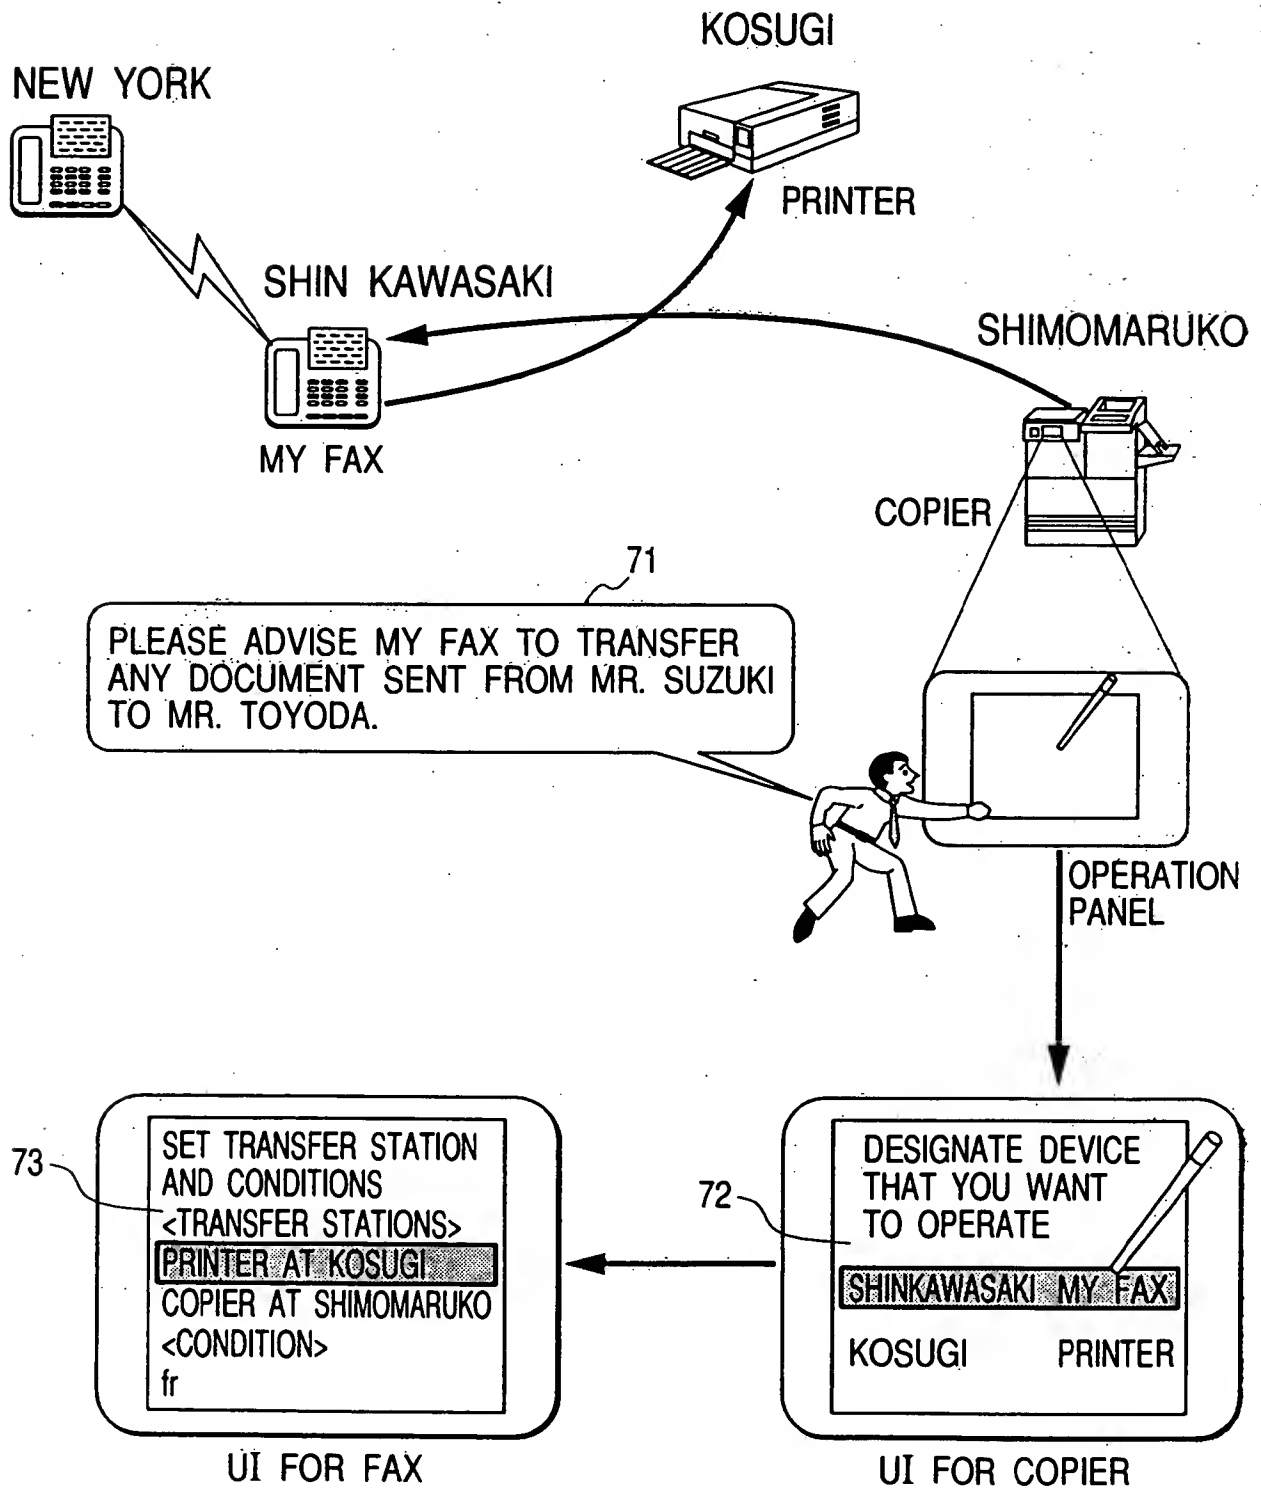 KOSUGI
NEW YORK
PRINTER
SHIN KAWASAKI
SHIMOMARUKO
MY FAX
COPIER
71
PLEASE ADVISE MY FAX TO TRANSFER
ANY DOCUMENT SENT FROM MR. SUZUKI
TO MR. TOYODA.
OPERATION
PANEL
73
SET TRANSFER STATION
AND CONDITIONS
<TRANSFER STATIONS>
PRINTER AT KOSUGI
COPIER AT SHIMOMARUKO
<CONDITION>
fr
UI FOR FAX
72
DESIGNATE DEVICE
THAT YOU WANT
TO OPERATE
SHINKAWASAKI MY FAX
KOSUGI PRINTER
UI FOR COPIER